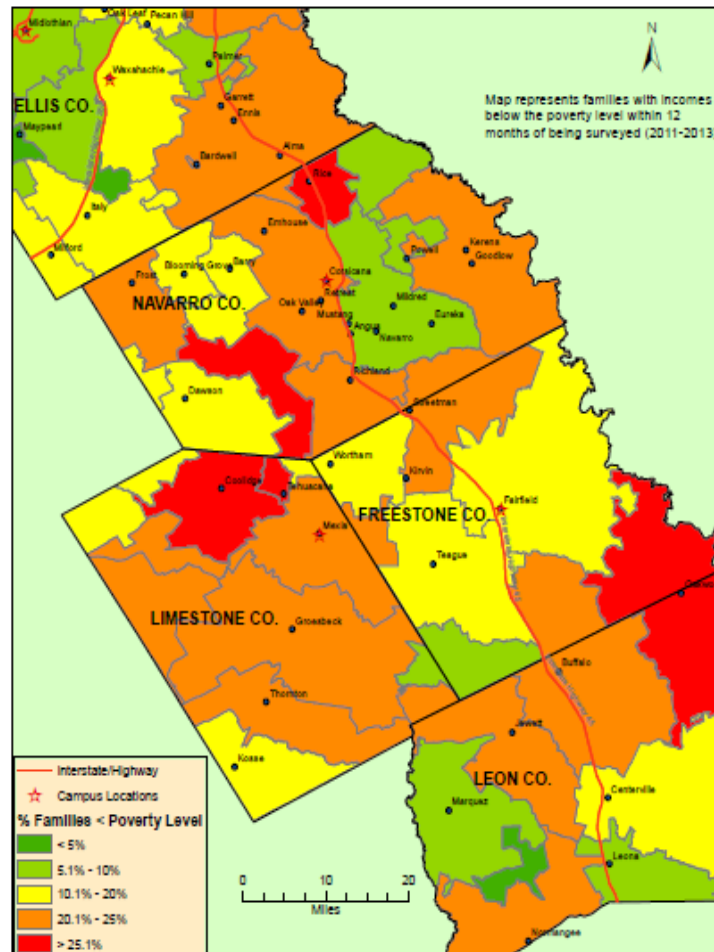 Oak Leaf
Pecan Hill
Midlothian
Palmer
Waxahachie
ELLIS CO.
Garrett
Ennis
Maypearl
Alma
Bardwell
Italy
Milford
N
Map represents families with incomes
below the poverty level within 12
months of being surveyed (2011-2013)
Rice
Emhouse
Powell
Kerens
Goodlow
Frost
Blooming Grove
Barry
Corsicana
NAVARRO CO.
Retreat
Oak Valley
Mildred
Mustang
Angus
Eureka
Navarro
Richland
Dawson
Streetman
Wortham
Coolidge
Tehuacana
Kirvin
Mexia
FREESTONE CO.
Fairfield
Teague
Oakwood
LIMESTONE CO.
Groesbeck
Buffalo
Thornton
Jewett
Kosse
LEON CO.
Centerville
Marquez
Leona
Normangee
Interstate/Highway
Campus Locations
% Families < Poverty Level
< 5%
5.1% - 10%
10.1% - 20%
20.1% - 25%
> 25.1%
0 10 20
Miles